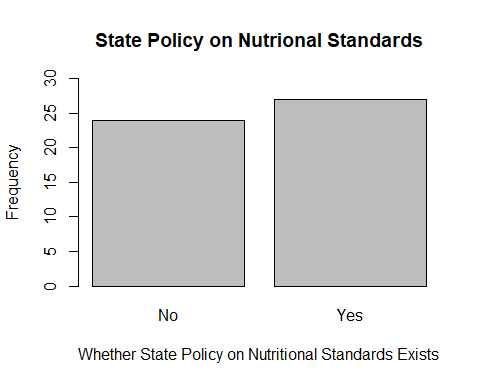 State Policy on Nutrional Standards
Frequency
30
25
20
15
10
5
0
No Yes
Whether State Policy on Nutritional Standards Exists